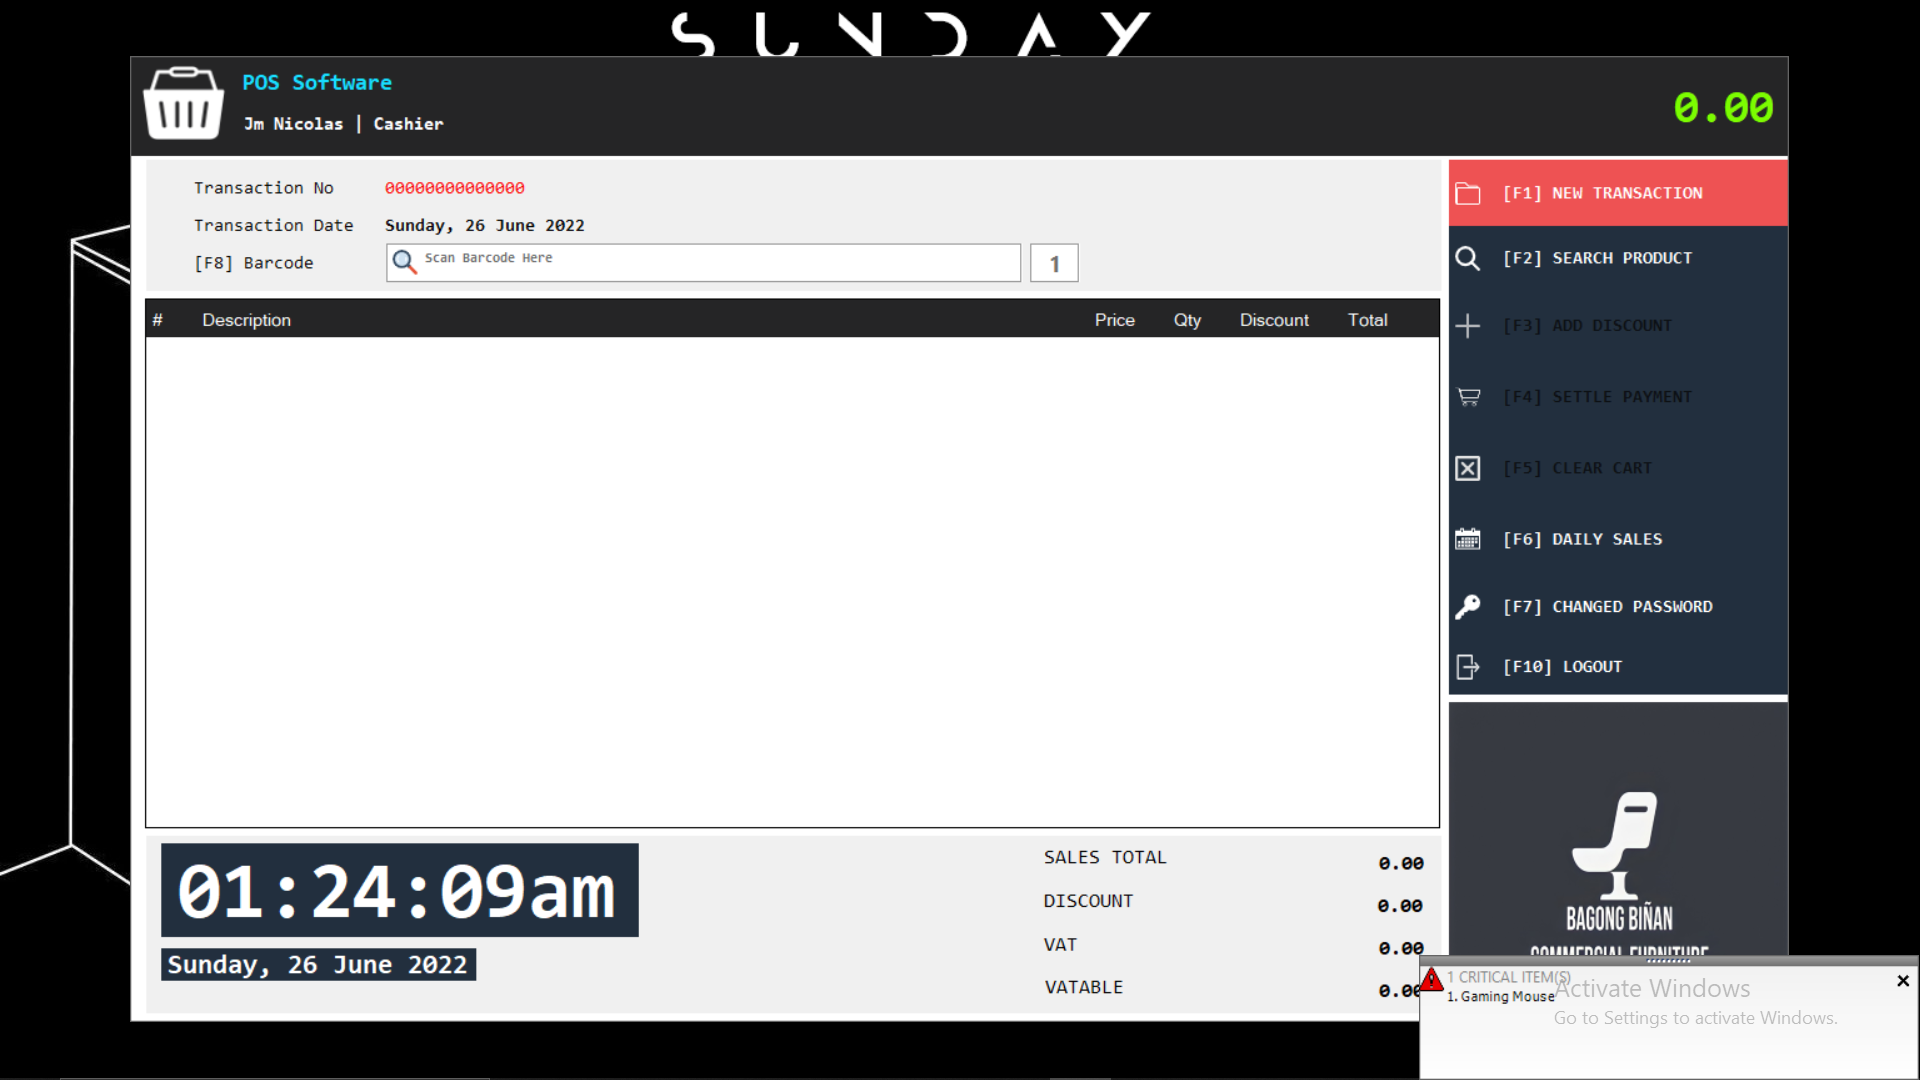 SUNDAY
POS Software
Jm Nicolas | Cashier
0.00
Transaction No 00000000000000
Transaction Date Sunday, 26 June 2022
[F8] Barcode Scan Barcode Here 1
# Description Price Qty Discount Total
[F1] NEW TRANSACTION
[F2] SEARCH PRODUCT
[F3] ADD DISCOUNT
[F4] SETTLE PAYMENT
[F5] CLEAR CART
[F6] DAILY SALES
[F7] CHANGED PASSWORD
[F10] LOGOUT
01:24:09am
Sunday, 26 June 2022
SALES TOTAL 0.00
DISCOUNT 0.00
VAT 0.00
VATABLE 0.00
BAGONG BIÑAN
COMMERCIAL FURNITURE
1 CRITICAL ITEM(S)
1. Gaming Mouse
Activate Windows
Go to Settings to activate Windows.